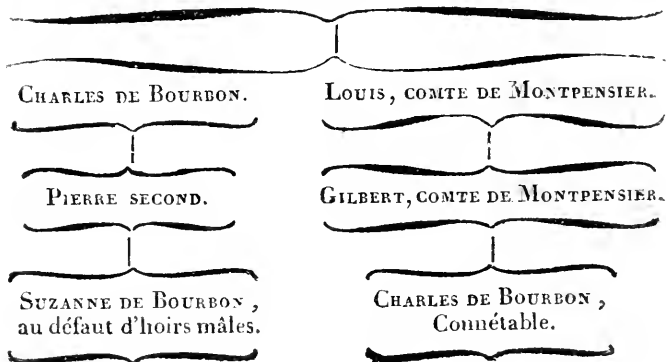 CHARLES DE BOURBON.
LOUIS, COMTE DE MONTPENSIER.
PIERRE SECOND.
GILBERT, COMTE DE MONTPENSIER.
SUZANNE DE BOURBON,
au défaut d'hoirs mâles.
CHARLES DE BOURBON,
Connétable.